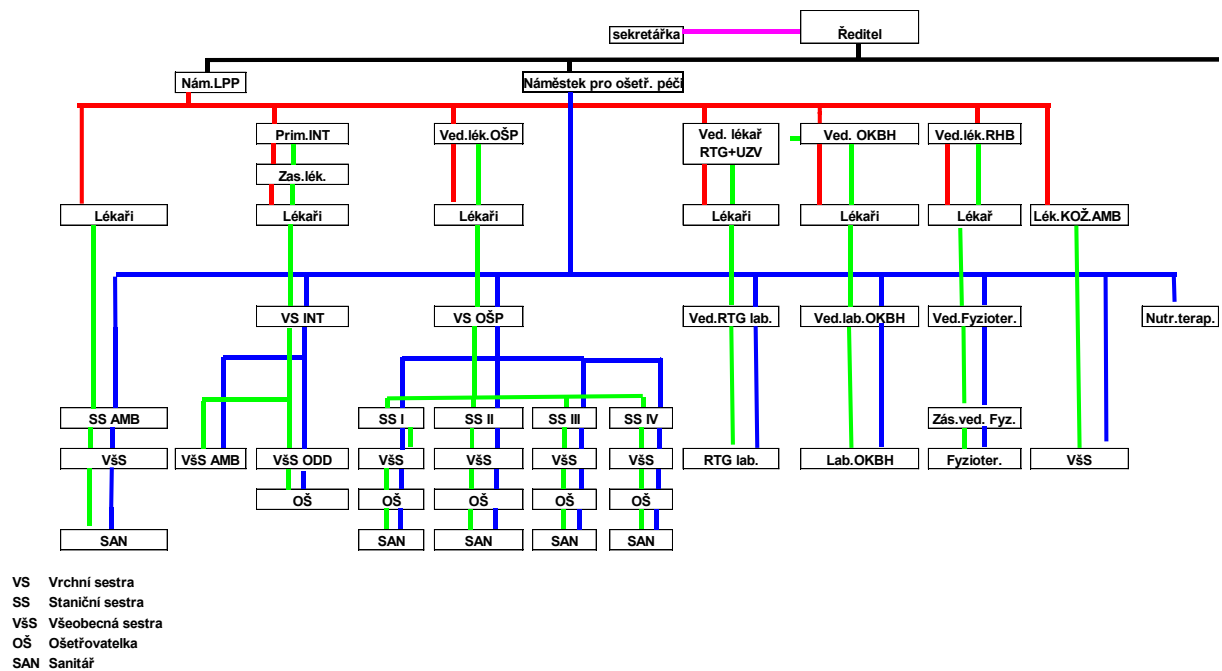 sekretářka
Ředitel
Nám.LPP
Náměstek pro ošetř. péči
Prim.INT
Ved.lék.OŠP
Ved. lékař
RTG+UZV
Ved. OKBH
Ved.lék.RHB
Zas.lék.
Lékaři
Lékaři
Lékaři
Lékaři
Lékaři
Lékař
Lék.KOŽ.AMB
VS INT
VS OŠP
Ved.RTG lab.
Ved.lab.OKBH
Ved.Fyzioter.
Nutr.terap.
SS AMB
SS I
SS II
SS III
SS IV
Zás.ved. Fyz.
VšS
VšS AMB
VšS ODD
VšS
VšS
VšS
VšS
RTG lab.
Lab.OKBH
Fyzioter.
VšS
OŠ
OŠ
OŠ
OŠ
OŠ
SAN
SAN
SAN
SAN
SAN
VS Vrchní sestra
SS Staniční sestra
VšS Všeobecná sestra
OŠ Ošetřovatelka
SAN Sanitář